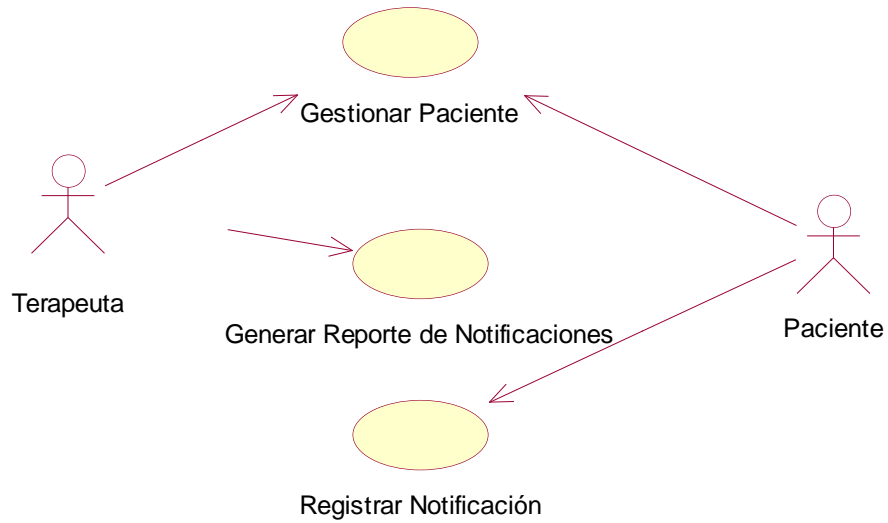 Gestionar Paciente
Terapeuta
Generar Reporte de Notificaciones
Paciente
Registrar Notificación